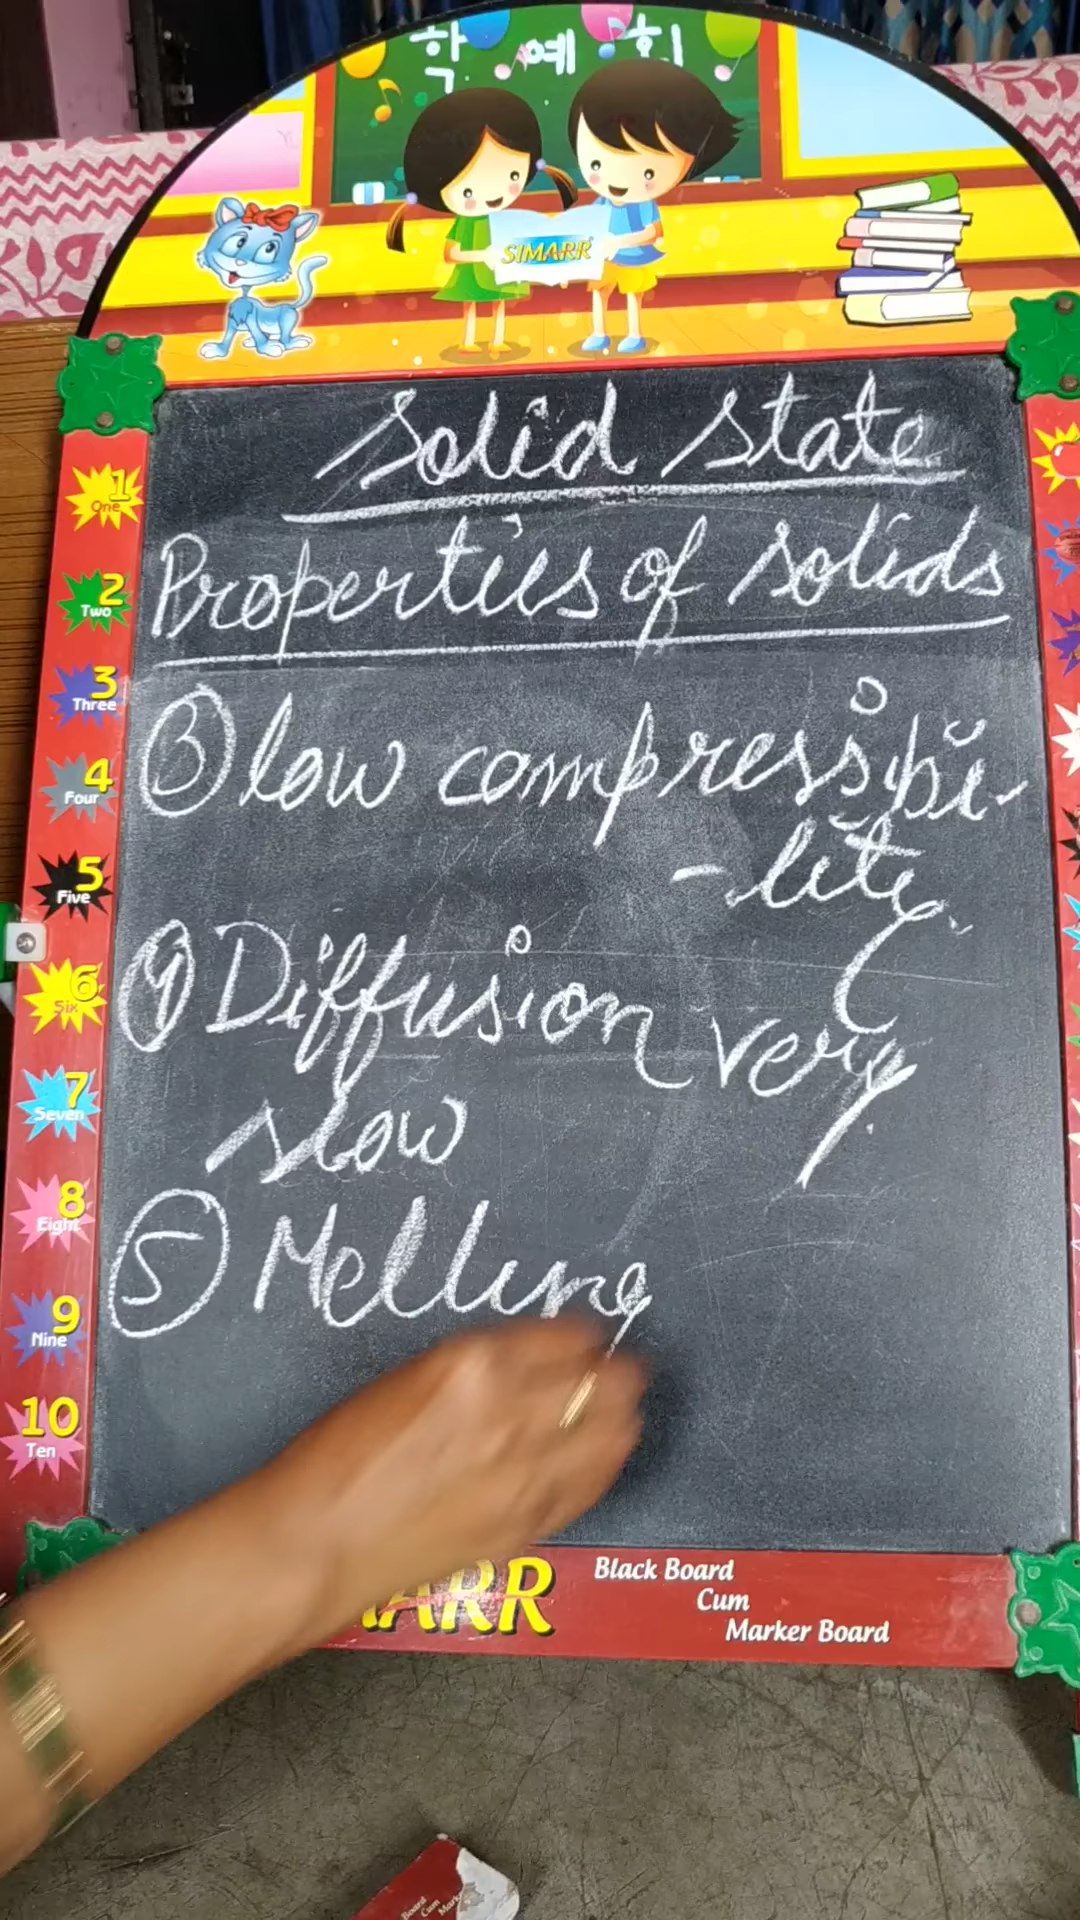 학 예 회
SIMARR
Solid state
Properties of solids
③ low compressibi-
-lity
④ Diffusion very
slow
⑤ Melting
1 One
2 Two
3 Three
4 Four
5 Five
6 Six
7 Seven
8 Eight
9 Nine
10 Ten
ARR
Black Board
Cum
Marker Board
Board
Cum